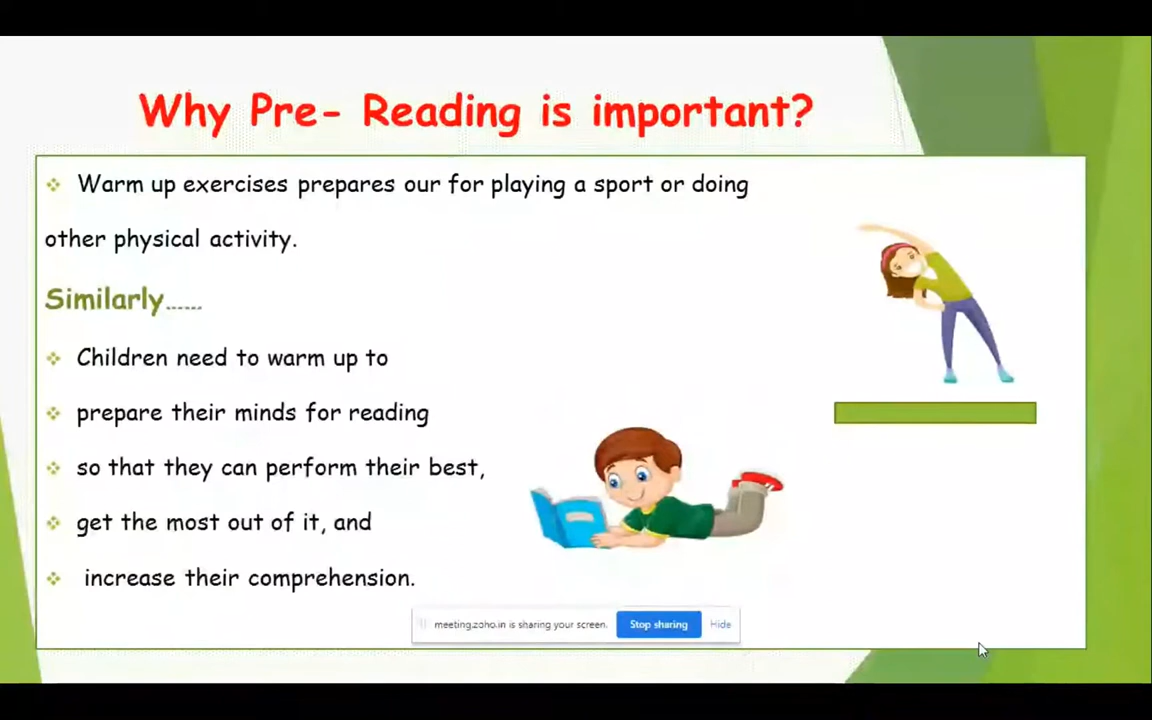 Why Pre- Reading is important?
Warm up exercises prepares our for playing a sport or doing
other physical activity.
Similarly......
Children need to warm up to
prepare their minds for reading
so that they can perform their best,
get the most out of it, and
increase their comprehension.
meeting.zoho.in is sharing your screen. Stop sharing Hide